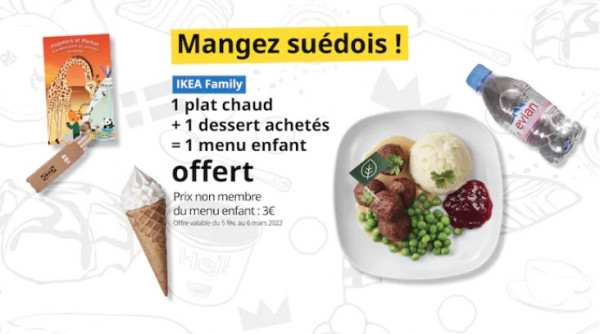 Mangez suédois !
IKEA Family
1 plat chaud
+ 1 dessert achetés
= 1 menu enfant
offert
Prix non membre
du menu enfant : 3€
Offre valable du 5 fév. au 6 mars 2022
evian
Hej!